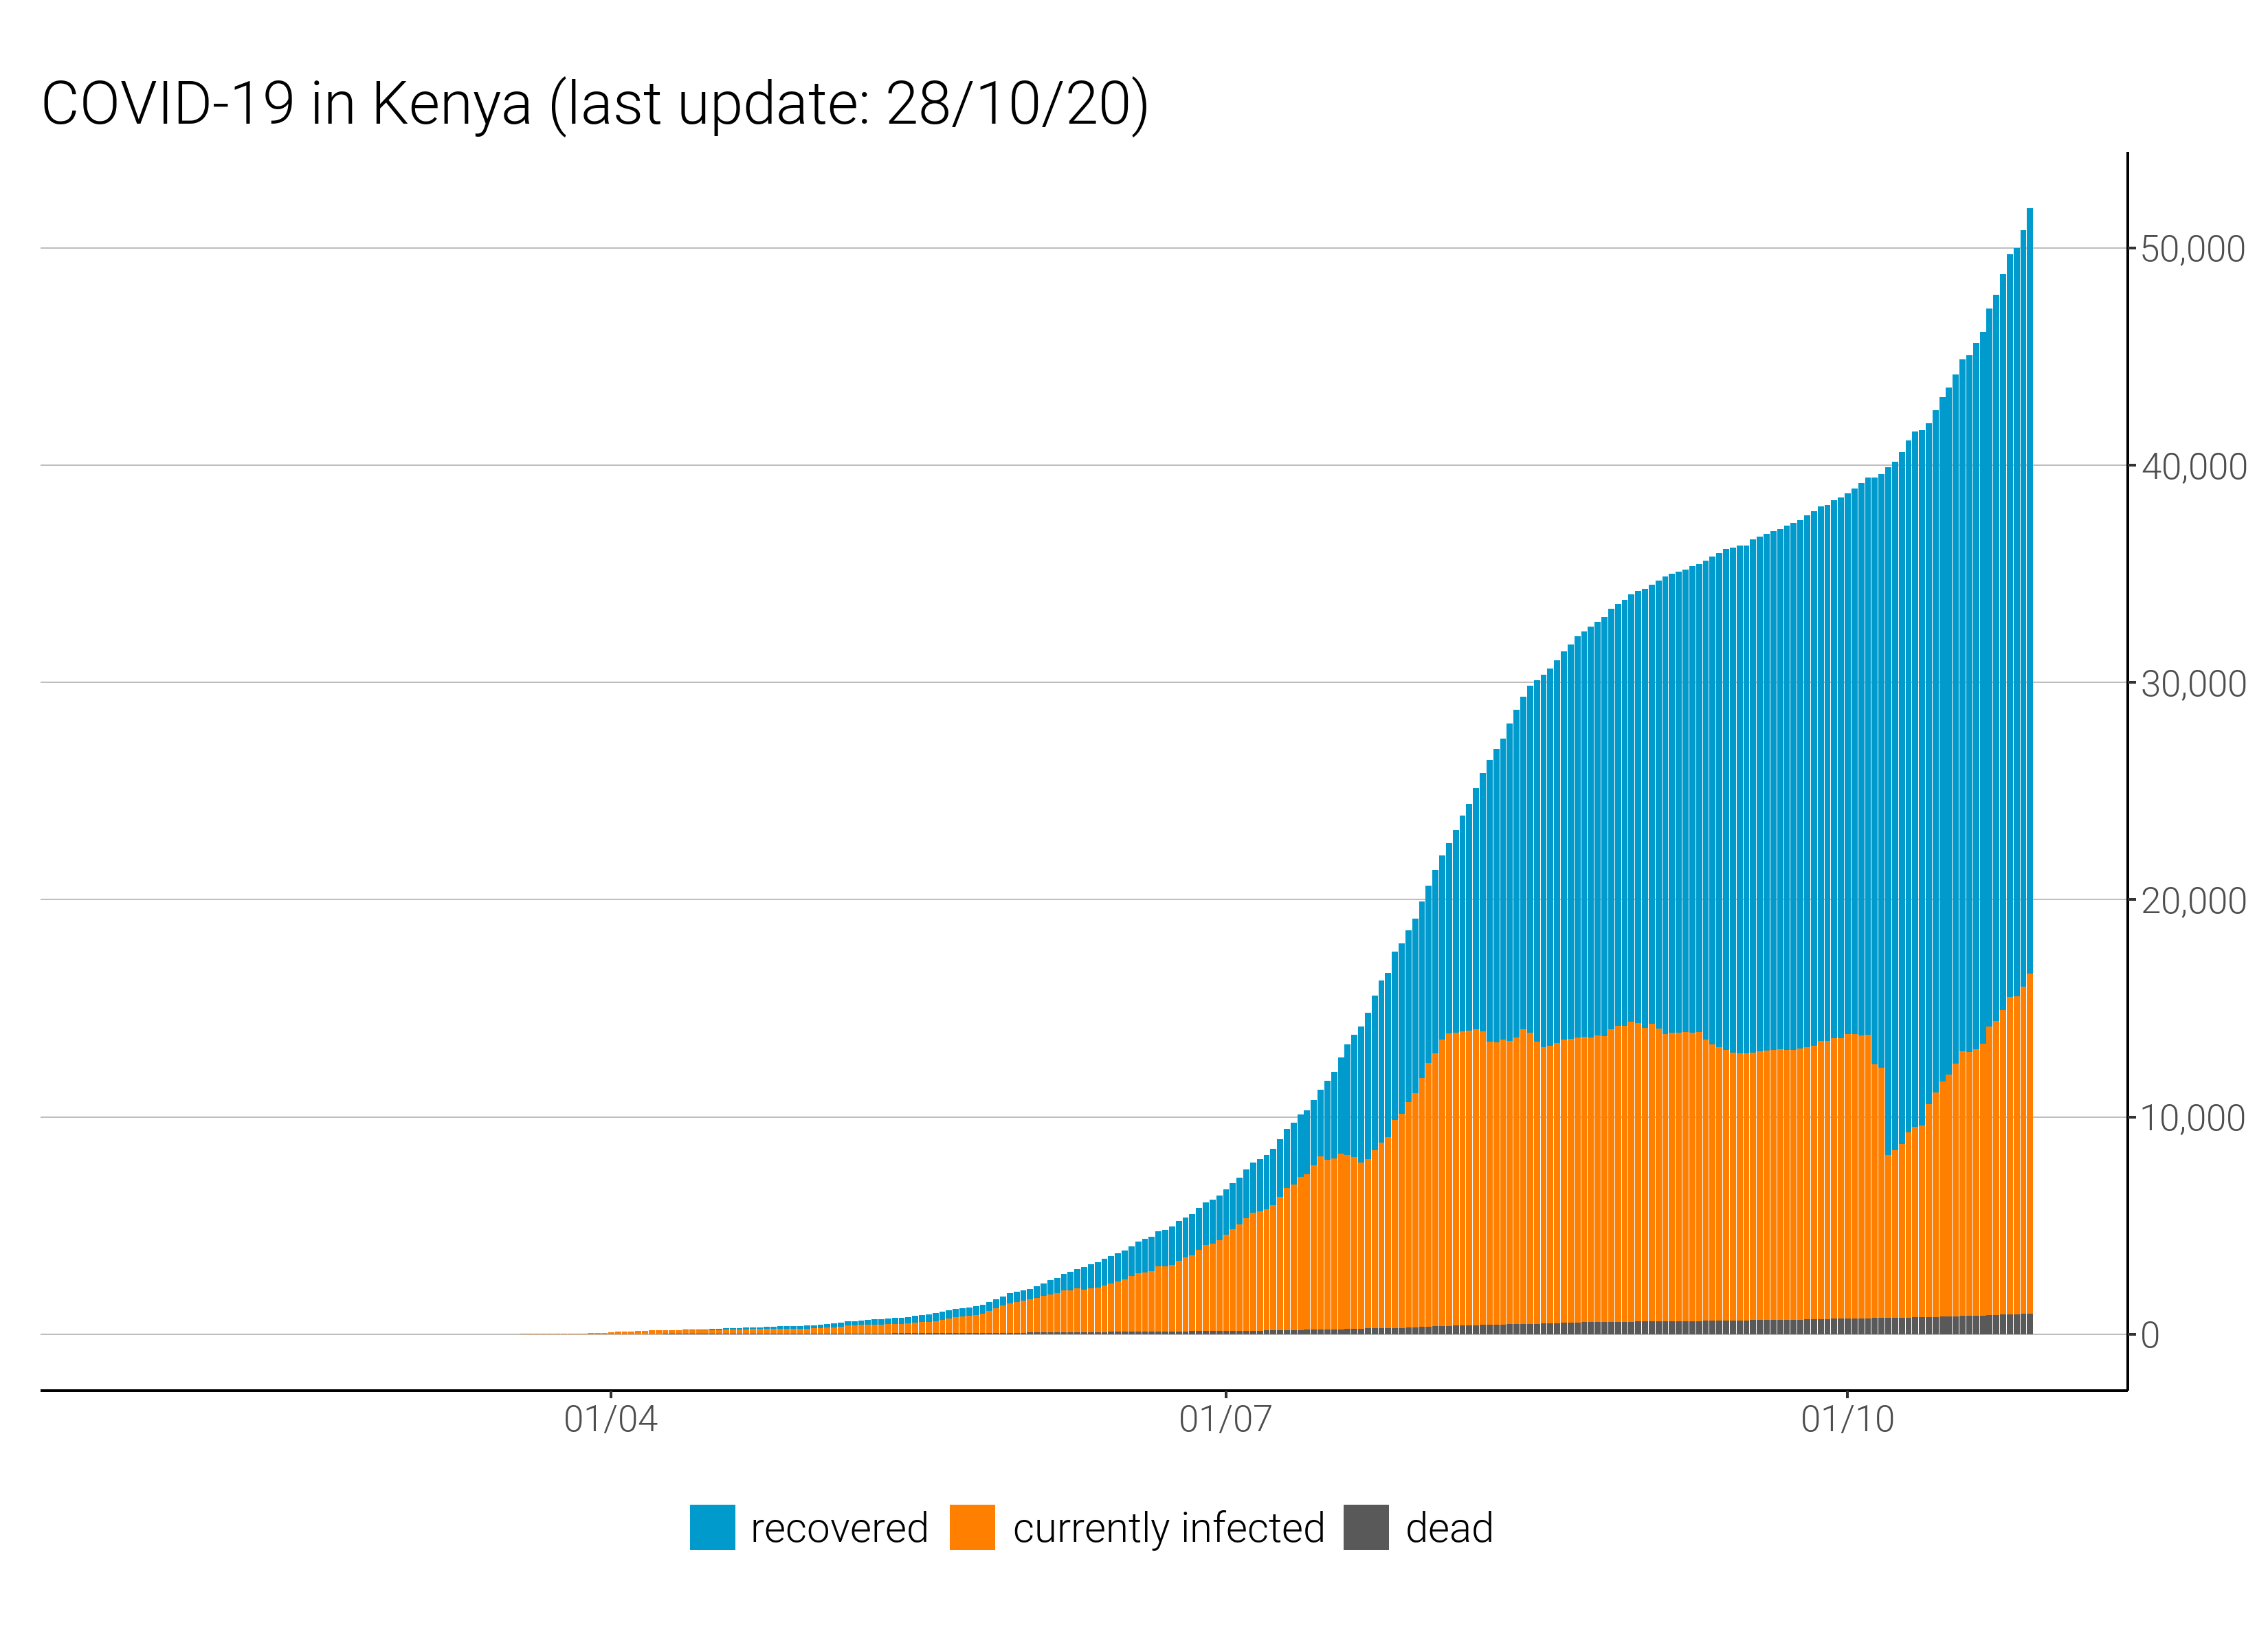 COVID-19 in Kenya (last update: 28/10/20)
50,000
40,000
30,000
20,000
10,000
0
01/04 01/07 01/10
recovered currently infected dead